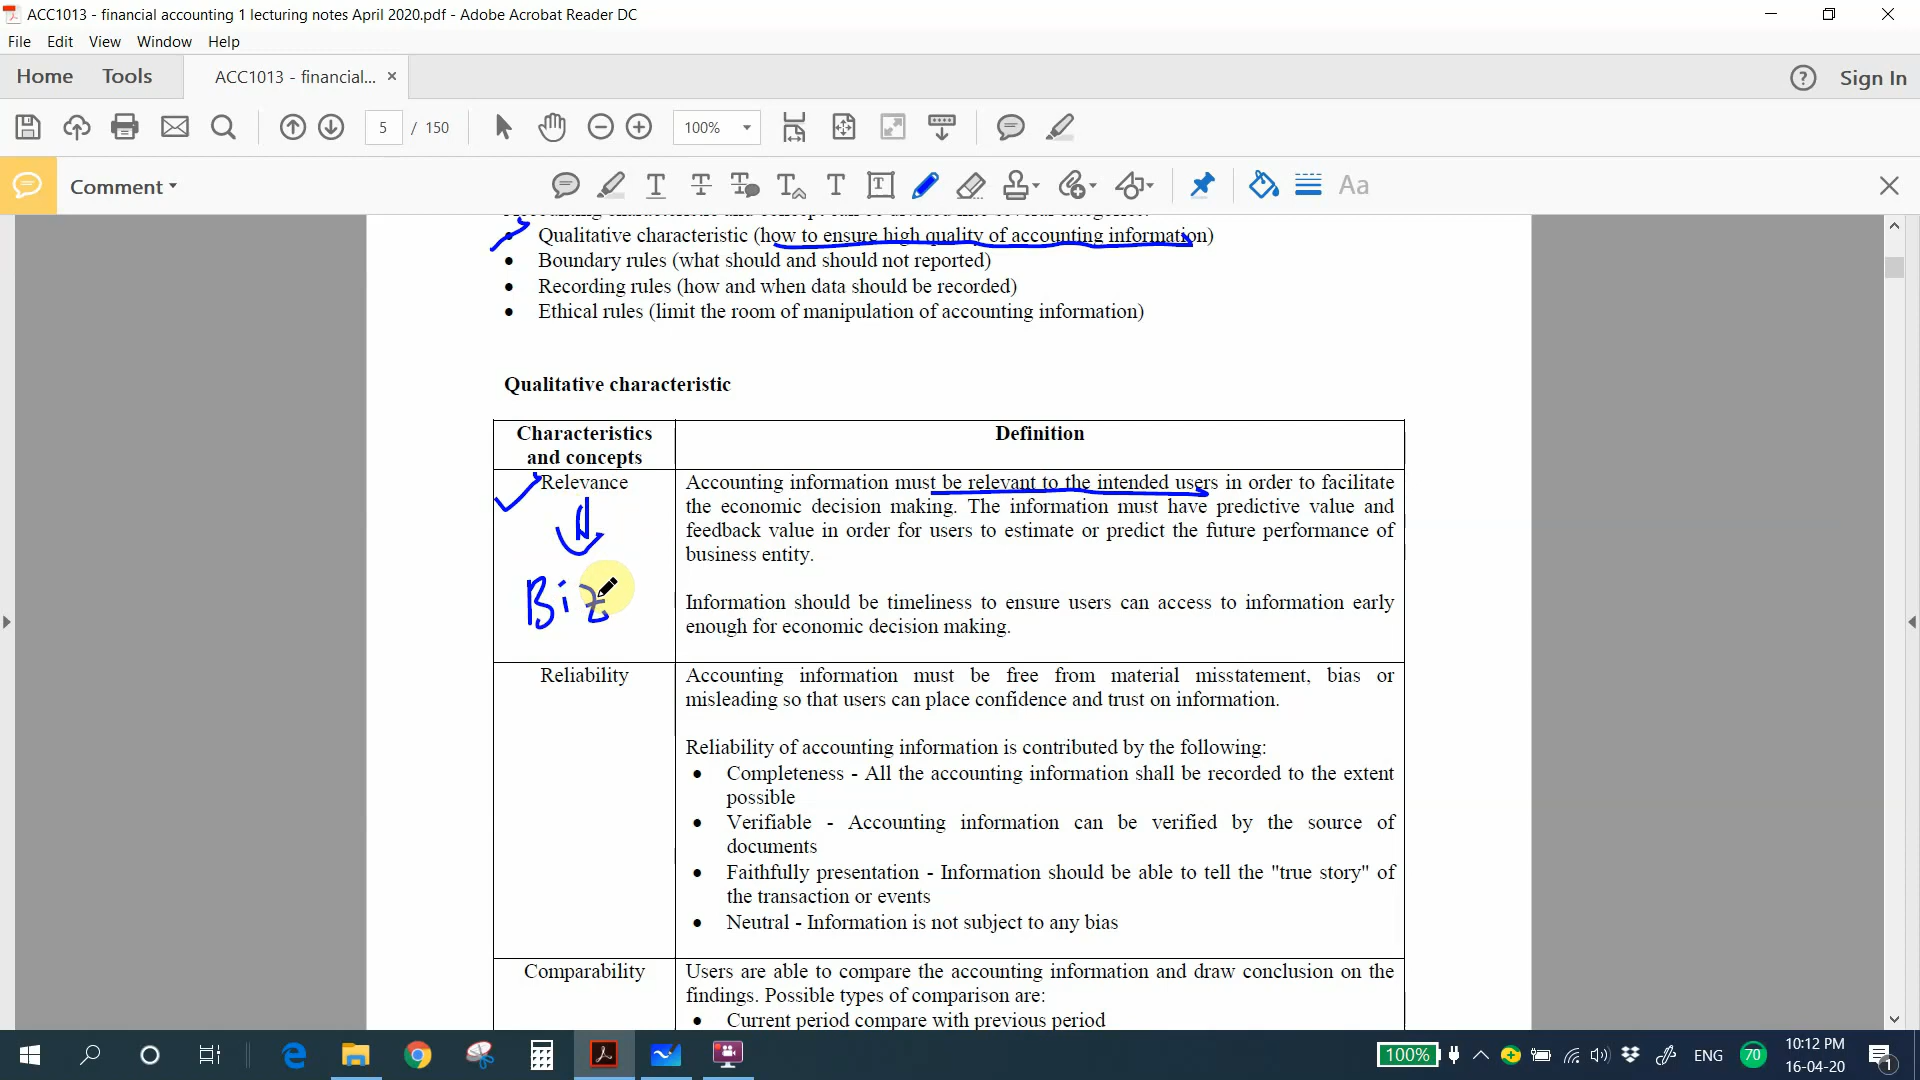 ACC1013 - financial accounting 1 lecturing notes April 2020.pdf - Adobe Acrobat Reader DC
File Edit View Window Help
Home Tools ACC1013 - financial... × ? Sign In
5 / 150 100%
Comment T T T T T Aa
Accounting characteristic and concept can be divided into several categories:
• Qualitative characteristic (how to ensure high quality of accounting information)
• Boundary rules (what should and should not reported)
• Recording rules (how and when data should be recorded)
• Ethical rules (limit the room of manipulation of accounting information)
Qualitative characteristic
Characteristics
and concepts
Definition
Relevance
Biz
Accounting information must be relevant to the intended users in order to facilitate
the economic decision making. The information must have predictive value and
feedback value in order for users to estimate or predict the future performance of
business entity.
Information should be timeliness to ensure users can access to information early
enough for economic decision making.
Reliability
Accounting information must be free from material misstatement, bias or
misleading so that users can place confidence and trust on information.
Reliability of accounting information is contributed by the following:
• Completeness - All the accounting information shall be recorded to the extent
possible
• Verifiable - Accounting information can be verified by the source of
documents
• Faithfully presentation - Information should be able to tell the "true story" of
the transaction or events
• Neutral - Information is not subject to any bias
Comparability
Users are able to compare the accounting information and draw conclusion on the
findings. Possible types of comparison are:
• Current period compare with previous period
100% ENG 70 10:12 PM
16-04-20 1